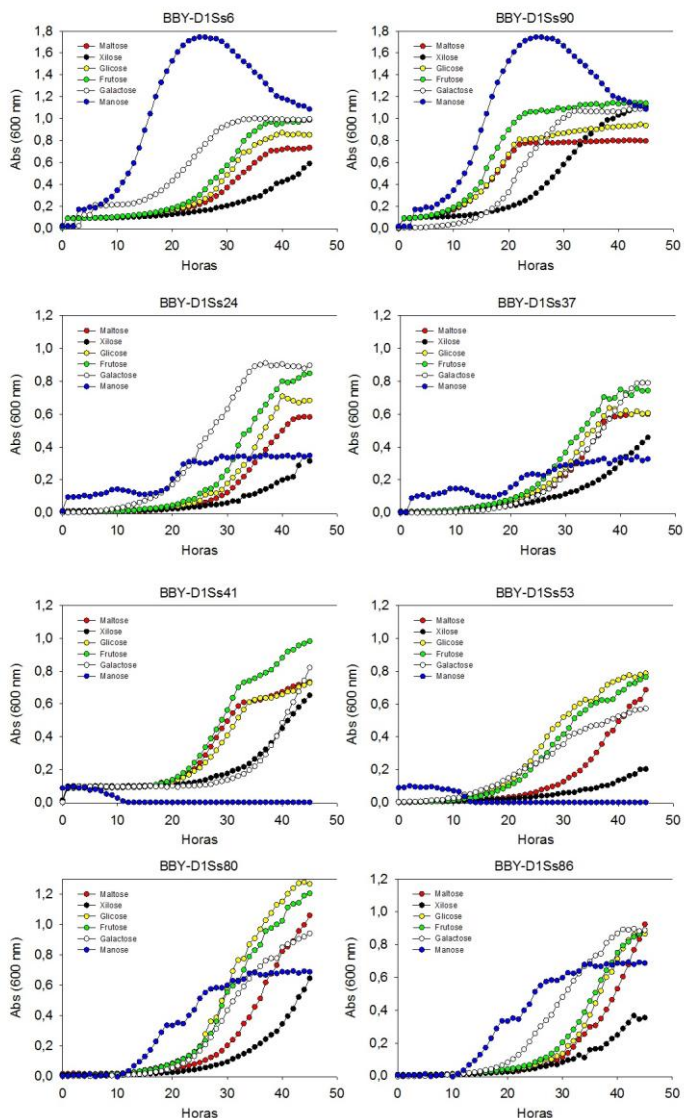 BBY-D1Ss6
Abs (600 nm)
1,8
1,6
1,4
1,2
1,0
0,8
0,6
0,4
0,2
0,0
Maltose
Xilose
Glicose
Frutose
Galactose
Manose
0 10 20 30 40 50
Horas
BBY-D1Ss90
Abs (600 nm)
1,8
1,6
1,4
1,2
1,0
0,8
0,6
0,4
0,2
0,0
Maltose
Xilose
Glicose
Frutose
Galactose
Manose
0 10 20 30 40 50
Horas
BBY-D1Ss24
Abs (600 nm)
1,2
1,0
0,8
0,6
0,4
0,2
0,0
Maltose
Xilose
Glicose
Frutose
Galactose
Manose
0 10 20 30 40 50
Horas
BBY-D1Ss37
Abs (600 nm)
1,2
1,0
0,8
0,6
0,4
0,2
0,0
Maltose
Xilose
Glicose
Frutose
Galactose
Manose
0 10 20 30 40 50
Horas
BBY-D1Ss41
Abs (600 nm)
1,2
1,0
0,8
0,6
0,4
0,2
0,0
Maltose
Xilose
Glicose
Frutose
Galactose
Manose
0 10 20 30 40 50
Horas
BBY-D1Ss53
Abs (600 nm)
1,2
1,0
0,8
0,6
0,4
0,2
0,0
Maltose
Xilose
Glicose
Frutose
Galactose
Manose
0 10 20 30 40 50
Horas
BBY-D1Ss80
Abs (600 nm)
1,2
1,0
0,8
0,6
0,4
0,2
0,0
Maltose
Xilose
Glicose
Frutose
Galactose
Manose
0 10 20 30 40 50
Horas
BBY-D1Ss86
Abs (600 nm)
1,2
1,0
0,8
0,6
0,4
0,2
0,0
Maltose
Xilose
Glicose
Frutose
Galactose
Manose
0 10 20 30 40 50
Horas